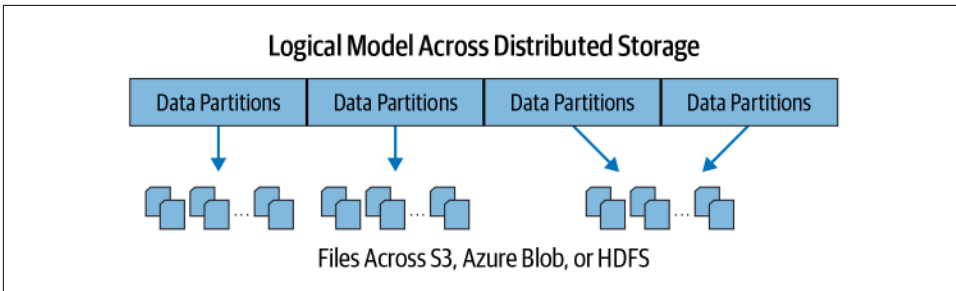 Logical Model Across Distributed Storage
Data Partitions Data Partitions Data Partitions Data Partitions
... ... ...
Files Across S3, Azure Blob, or HDFS